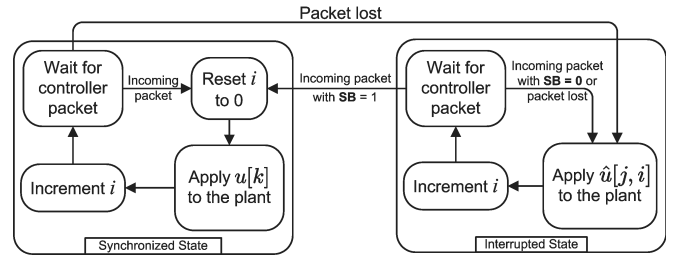 Packet lost
Wait for
controller
packet
Incoming
packet
Reset i
to 0
Incoming packet
with SB = 1
Wait for
controller
packet
Incoming packet
with SB = 0 or
packet lost
Increment i
Apply u[k]
to the plant
Increment i
Apply û[j, i]
to the plant
Synchronized State
Interrupted State